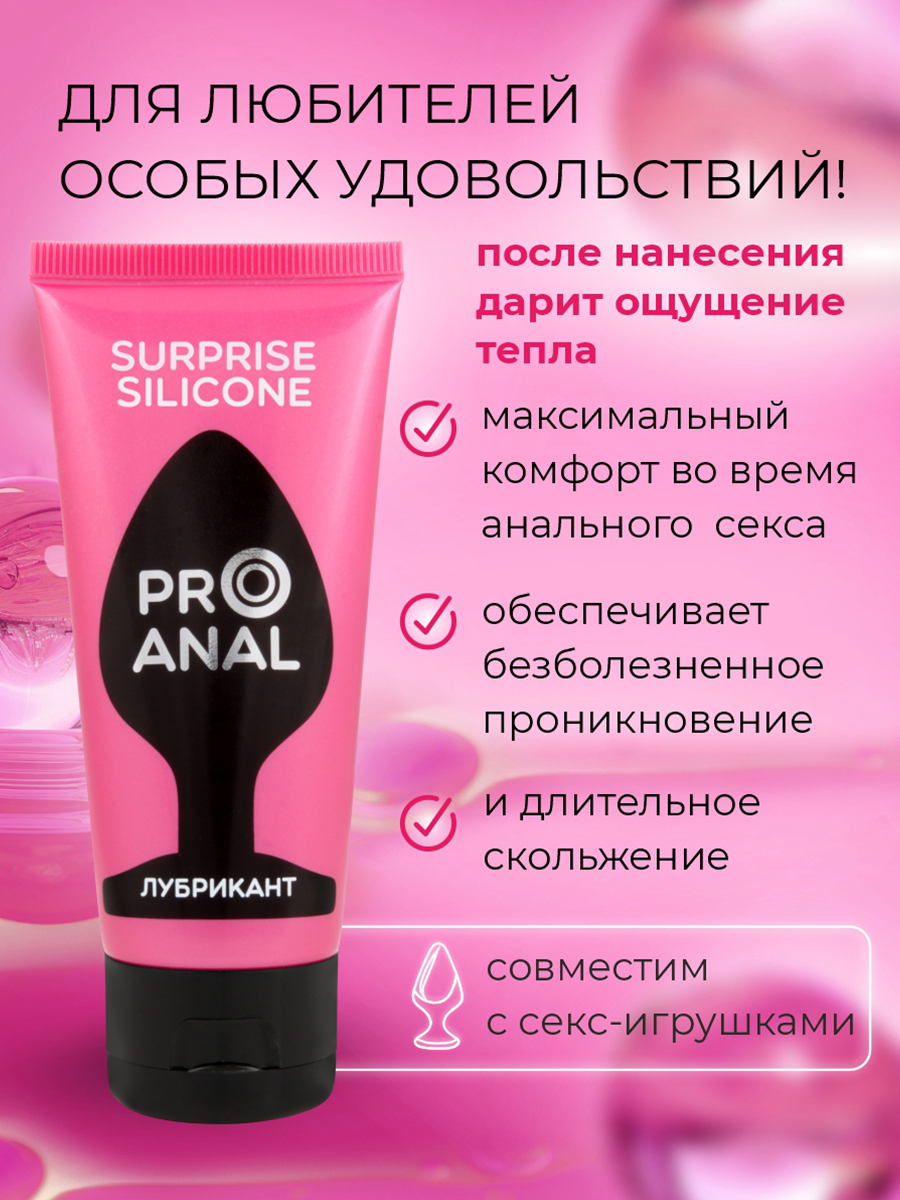 ДЛЯ ЛЮБИТЕЛЕЙ
ОСОБЫХ УДОВОЛЬСТВИЙ!
после нанесения
дарит ощущение
тепла
SURPRISE
SILICONE
PRO
ANAL
ЛУБРИКАНТ
максимальный
комфорт во время
анального секса
обеспечивает
безболезненное
проникновение
и длительное
скольжение
совместим
с секс-игрушками